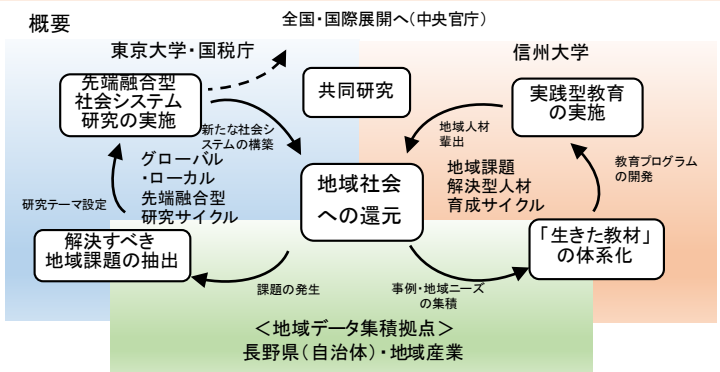 概要
全国・国際展開へ（中央官庁）
東京大学・国税庁
信州大学
先端融合型
社会システム
研究の実施
共同研究
実践型教育
の実施
新たな社会シ
ステムの構築
地域人材
輩出
グローバル
・ローカル
先端融合型
研究サイクル
地域社会
への還元
地域課題
解決型人材
育成サイクル
教育プログラム
の開発
研究テーマ設定
解決すべき
地域課題の抽出
「生きた教材」
の体系化
課題の発生
事例・地域ニーズ
の集積
＜地域データ集積拠点＞
長野県（自治体）・地域産業